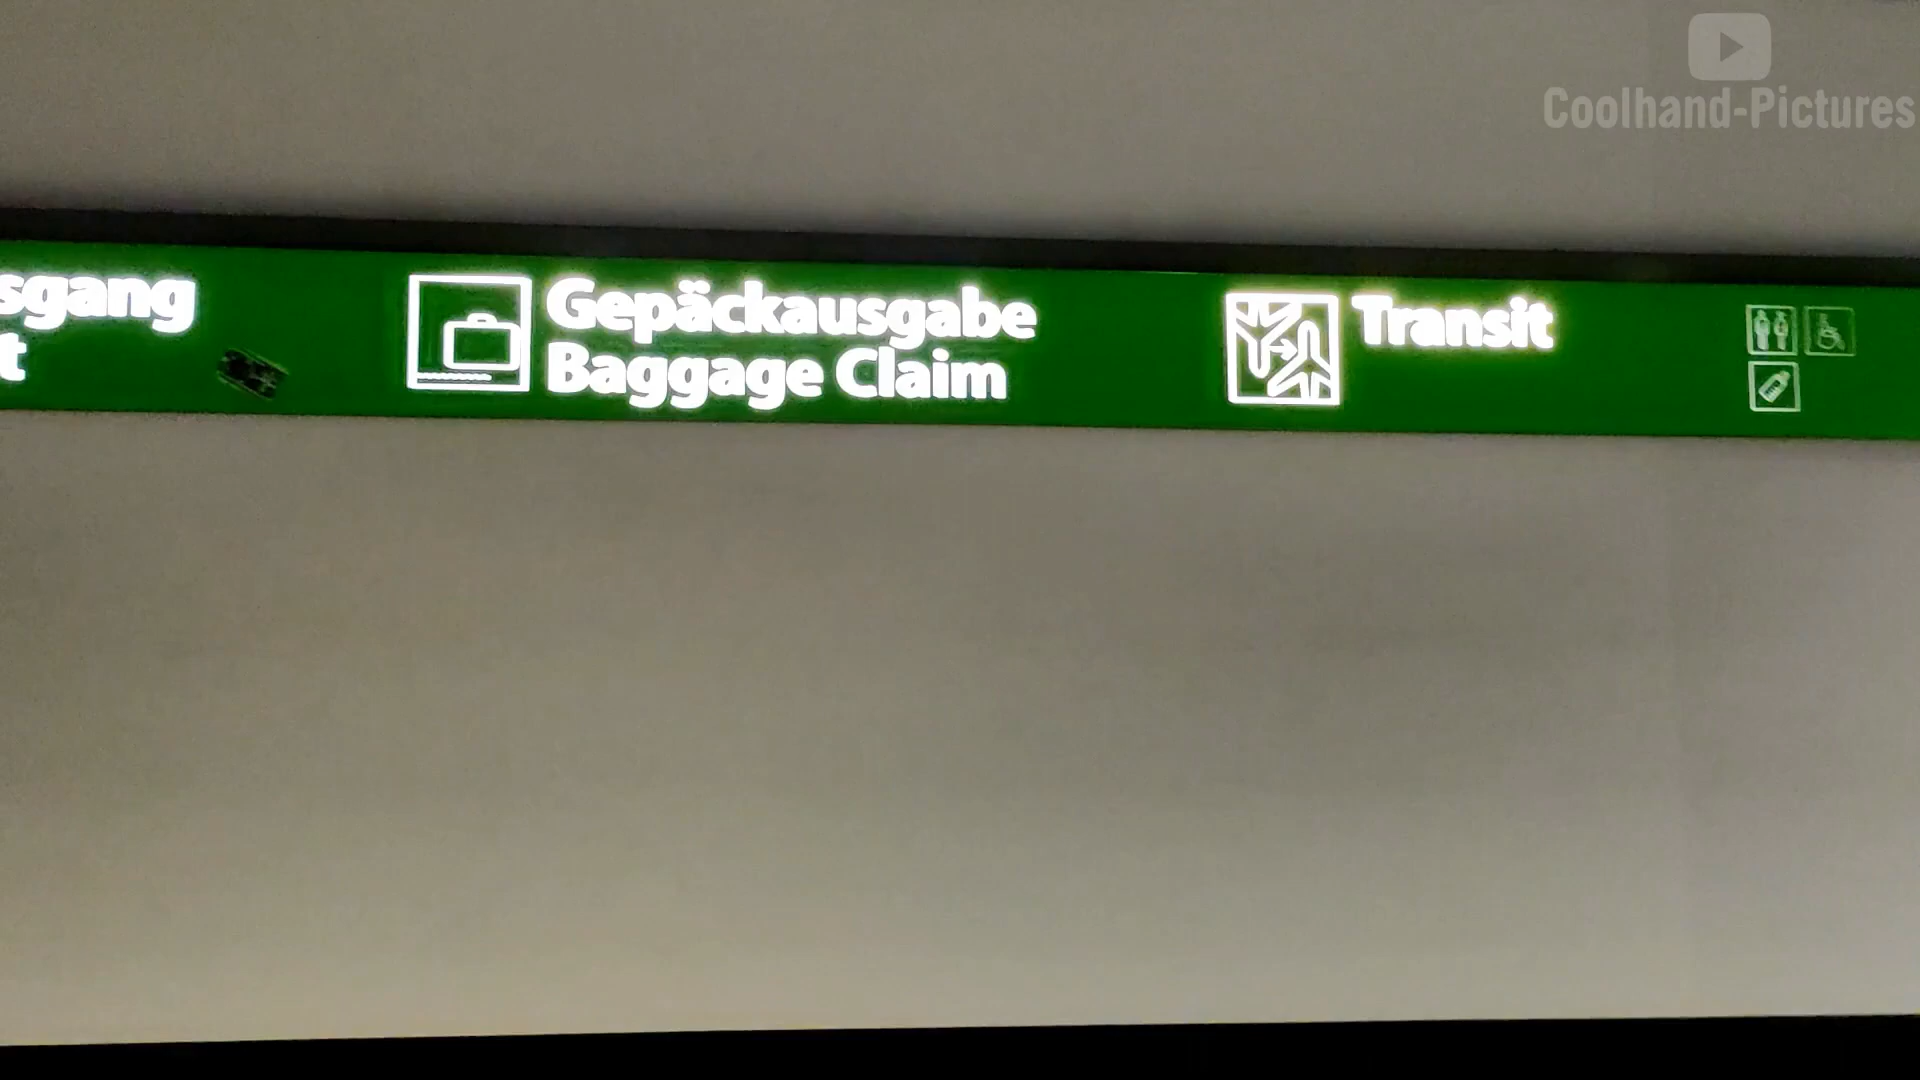 sgang
t
Gepäckausgabe
Baggage Claim
Transit
Coolhand-Pictures